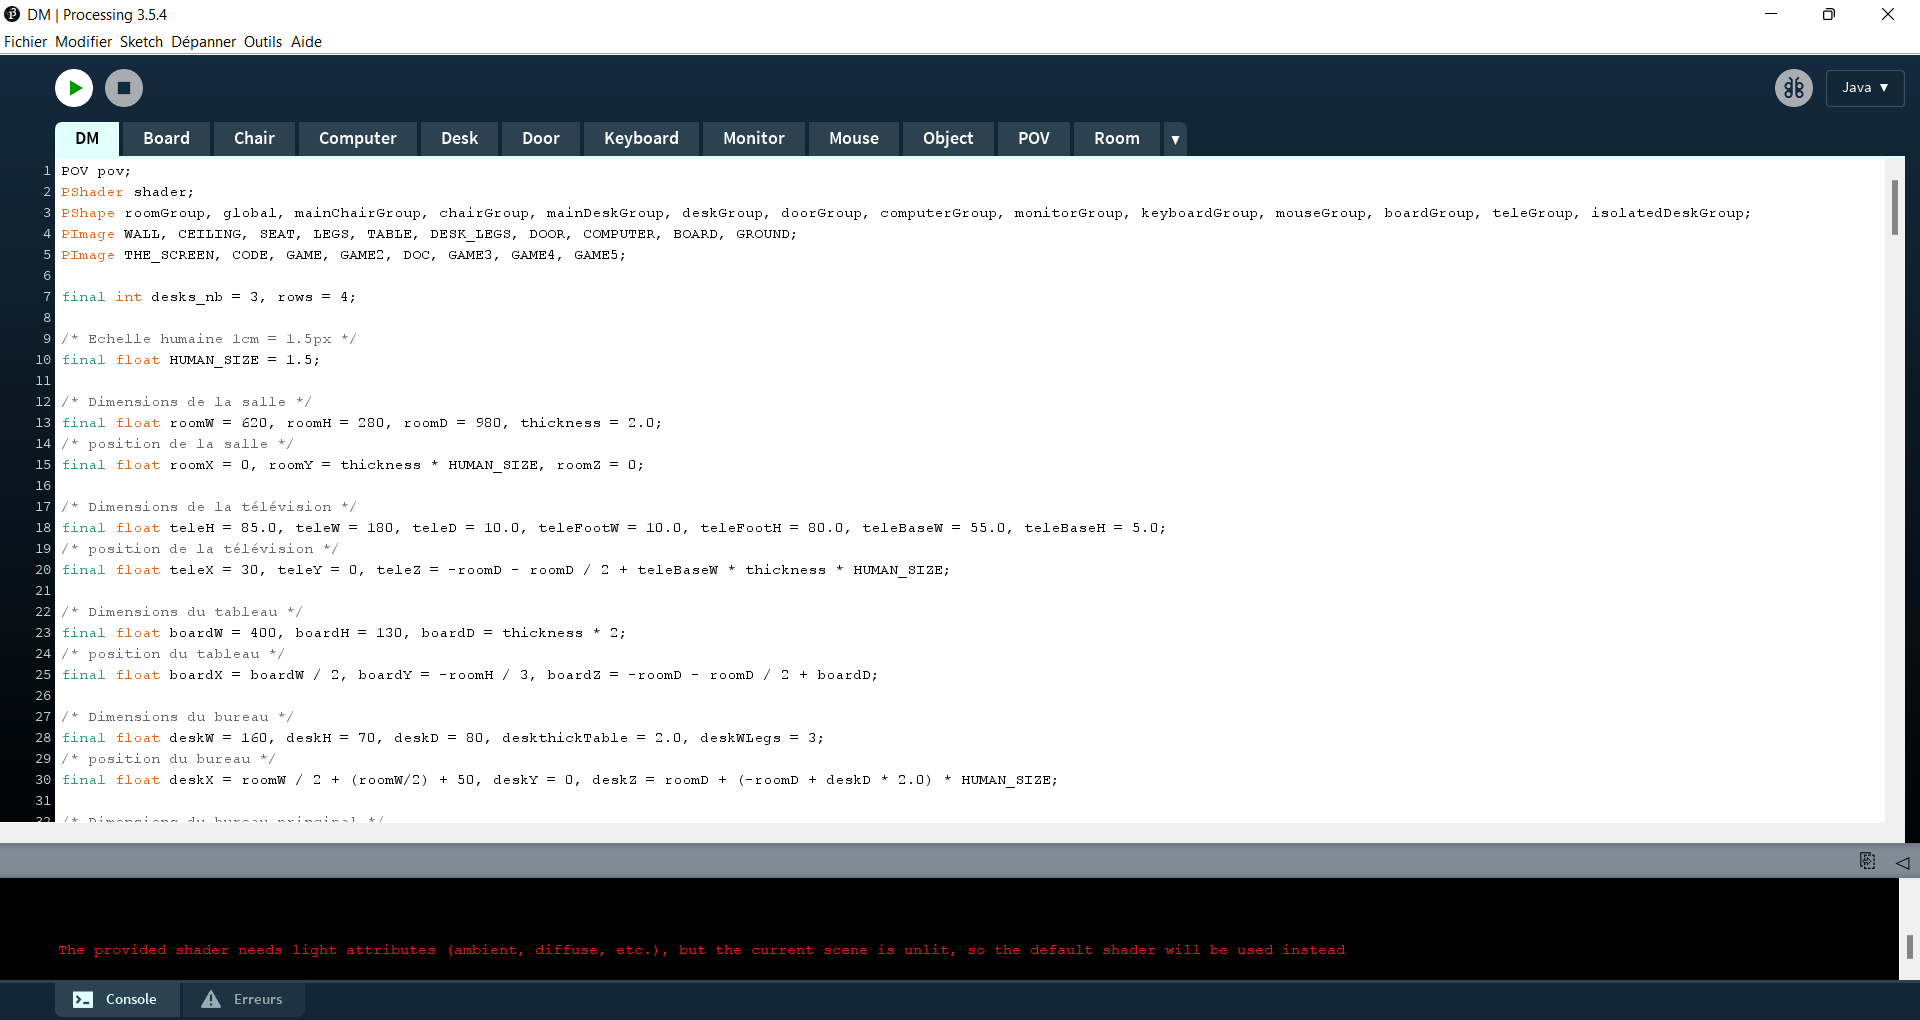 DM | Processing 3.5.4
Fichier Modifier Sketch Dépanner Outils Aide
Java ▼
DM Board Chair Computer Desk Door Keyboard Monitor Mouse Object POV Room ▼
1 POV pov;
2 PShader shader;
3 PShape roomGroup, global, mainChairGroup, chairGroup, mainDeskGroup, deskGroup, doorGroup, computerGroup, monitorGroup, keyboardGroup, mouseGroup, boardGroup, teleGroup, isolatedDeskGroup;
4 PImage WALL, CEILING, SEAT, LEGS, TABLE, DESK_LEGS, DOOR, COMPUTER, BOARD, GROUND;
5 PImage THE_SCREEN, CODE, GAME, GAME2, DOC, GAME3, GAME4, GAME5;
6
7 final int desks_nb = 3, rows = 4;
8
9 /* Echelle humaine 1cm = 1.5px */
10 final float HUMAN_SIZE = 1.5;
11
12 /* Dimensions de la salle */
13 final float roomW = 620, roomH = 280, roomD = 980, thickness = 2.0;
14 /* position de la salle */
15 final float roomX = 0, roomY = thickness * HUMAN_SIZE, roomZ = 0;
16
17 /* Dimensions de la télévision */
18 final float teleH = 85.0, teleW = 180, teleD = 10.0, teleFootW = 10.0, teleFootH = 80.0, teleBaseW = 55.0, teleBaseH = 5.0;
19 /* position de la télévision */
20 final float teleX = 30, teleY = 0, teleZ = -roomD - roomD / 2 + teleBaseW * thickness * HUMAN_SIZE;
21
22 /* Dimensions du tableau */
23 final float boardW = 400, boardH = 130, boardD = thickness * 2;
24 /* position du tableau */
25 final float boardX = boardW / 2, boardY = -roomH / 3, boardZ = -roomD - roomD / 2 + boardD;
26
27 /* Dimensions du bureau */
28 final float deskW = 160, deskH = 70, deskD = 80, deskthickTable = 2.0, deskWLegs = 3;
29 /* position du bureau */
30 final float deskX = roomW / 2 + (roomW/2) + 50, deskY = 0, deskZ = roomD + (-roomD + deskD * 2.0) * HUMAN_SIZE;
31
32 /* Dimensions du bureau principal */
The provided shader needs light attributes (ambient, diffuse, etc.), but the current scene is unlit, so the default shader will be used instead
Console Erreurs